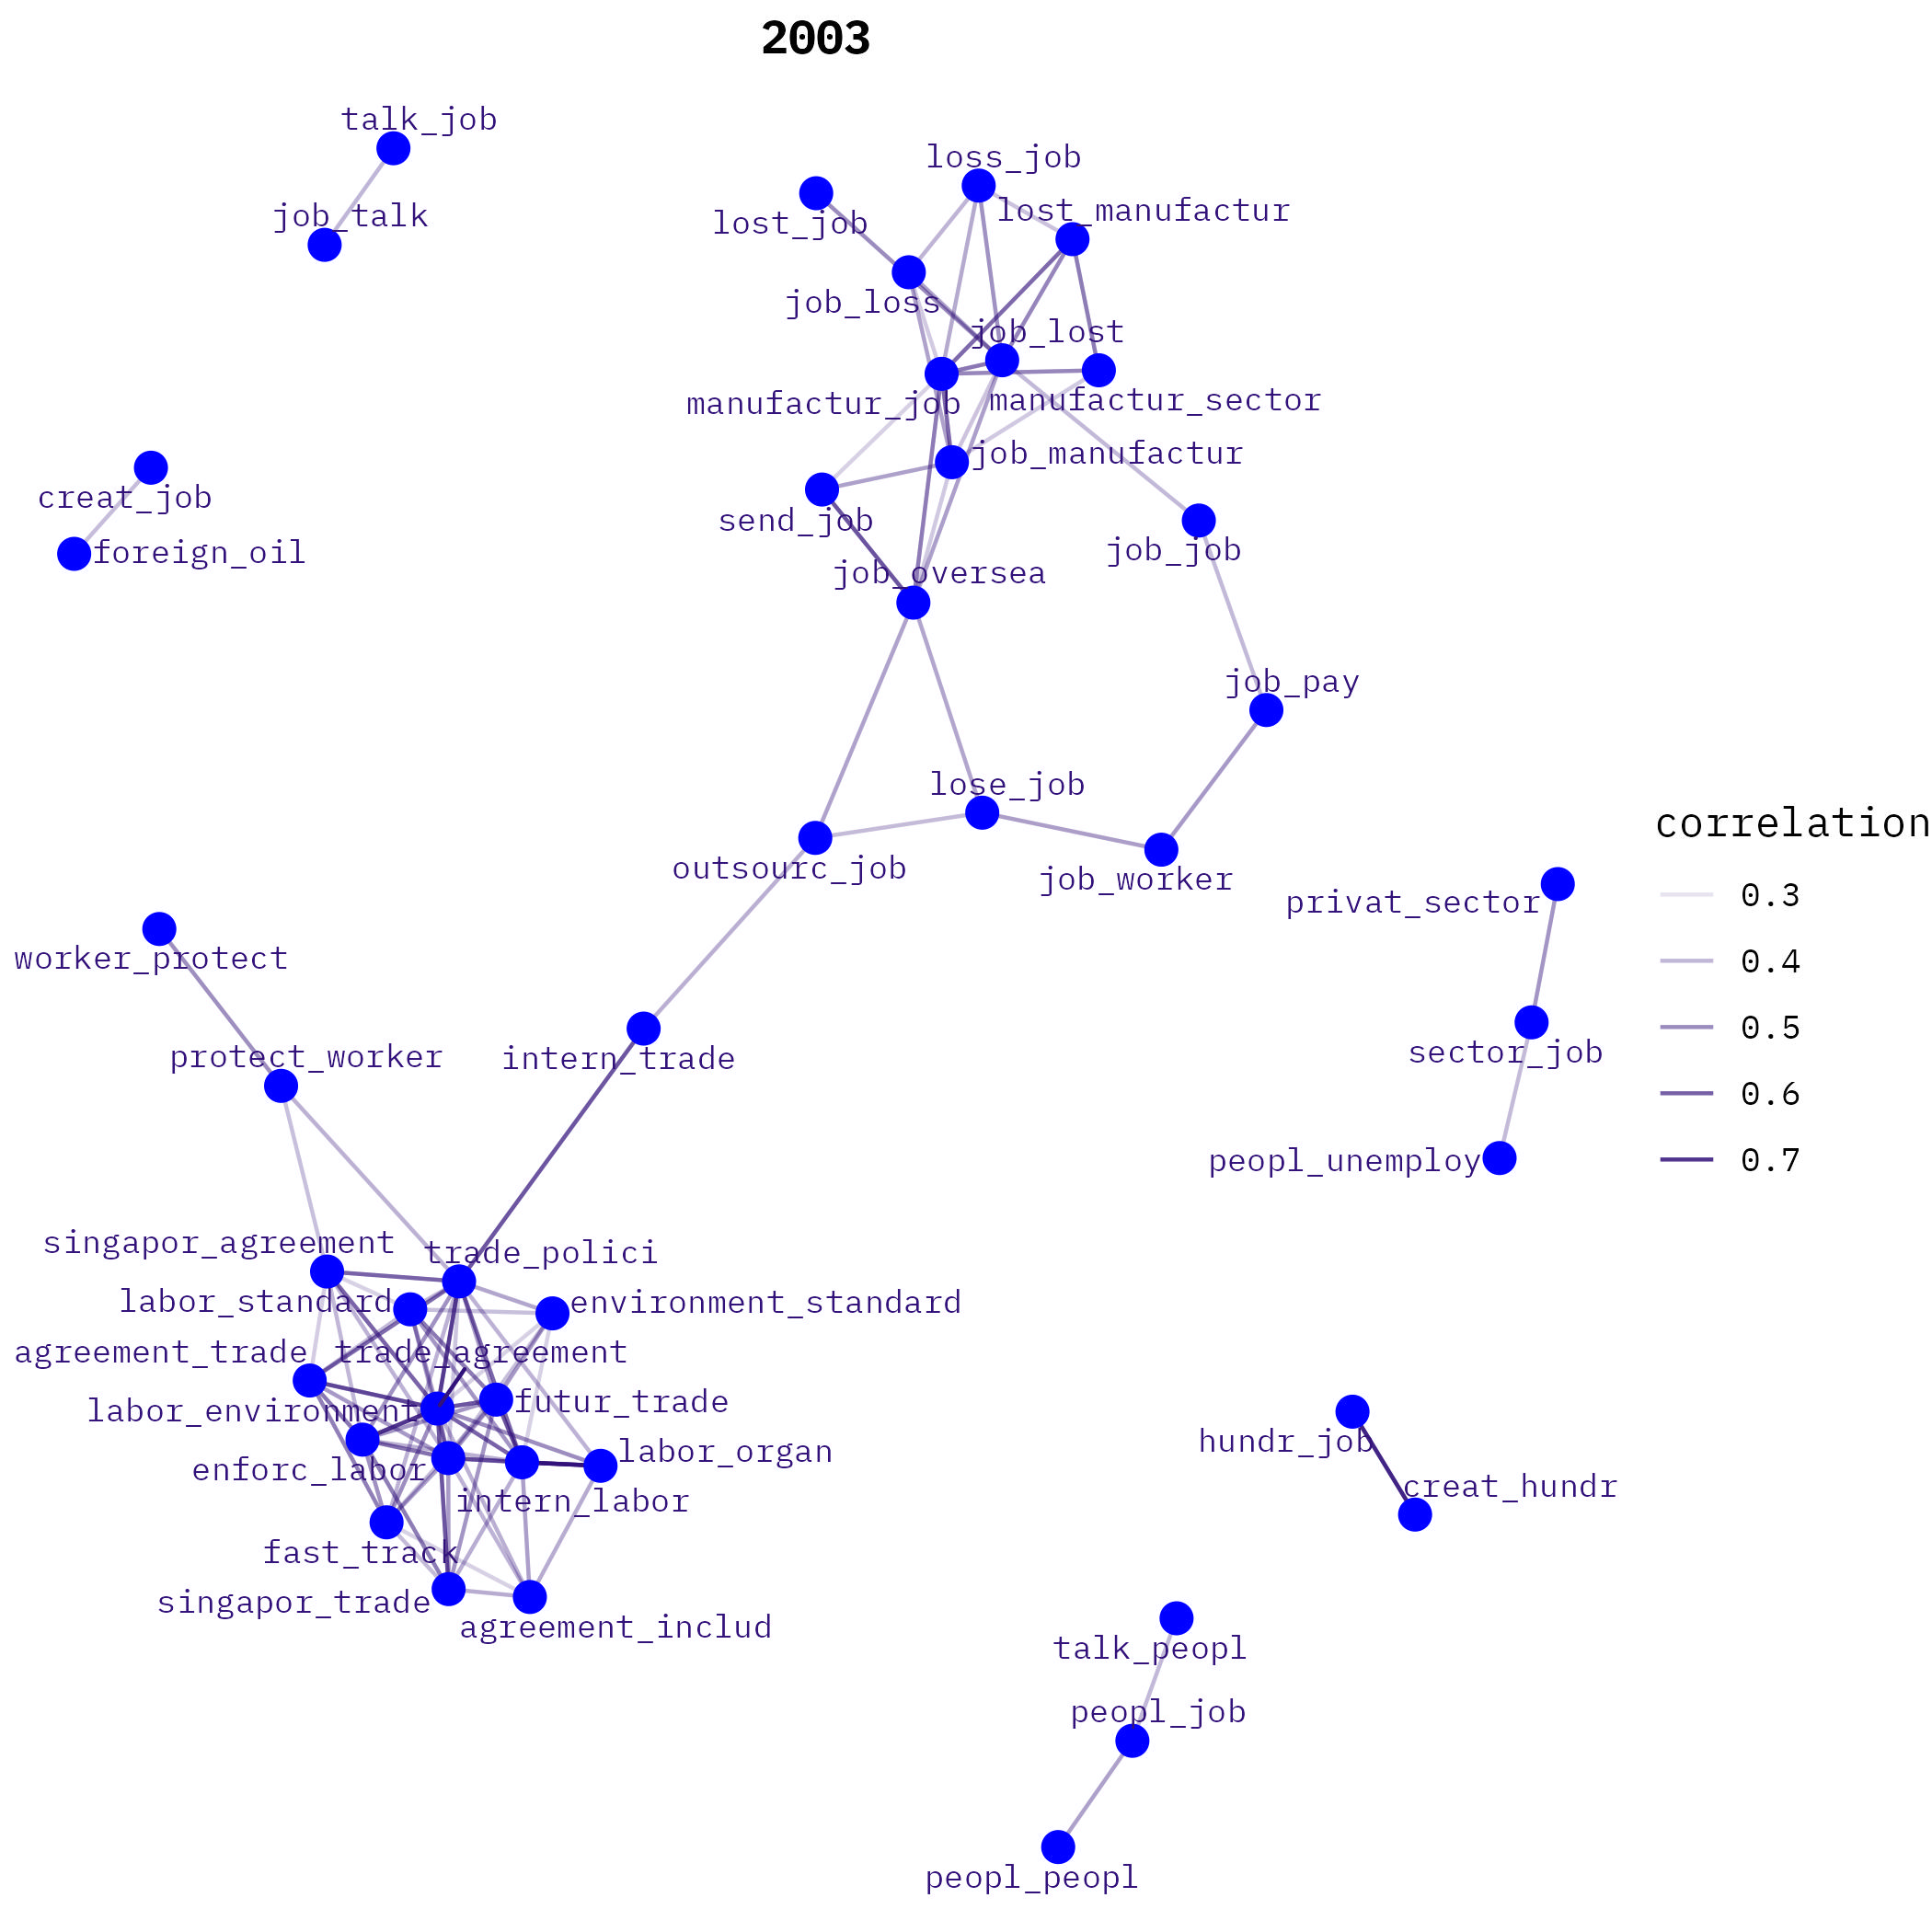 2003
talk_job
loss_job
lost_manufactur
job_talk
lost_job
job_loss
job_lost
manufactur_job
manufactur_sector
job_manufactur
creat_job
send_job
foreign_oil
job_job
job_oversea
job_pay
lose_job
correlation
outsourc_job
job_worker
0.3
privat_sector
worker_protect
0.4
0.5
protect_worker
intern_trade
sector_job
0.6
peopl_unemploy
0.7
singapor_agreement
trade_polici
labor_standard
environment_standard
agreement_trade
trade_agreement
labor_environment
futur_trade
hundr_job
enforc_labor
labor_organ
intern_labor
creat_hundr
fast_track
singapor_trade
agreement_includ
talk_peopl
peopl_job
peopl_peopl